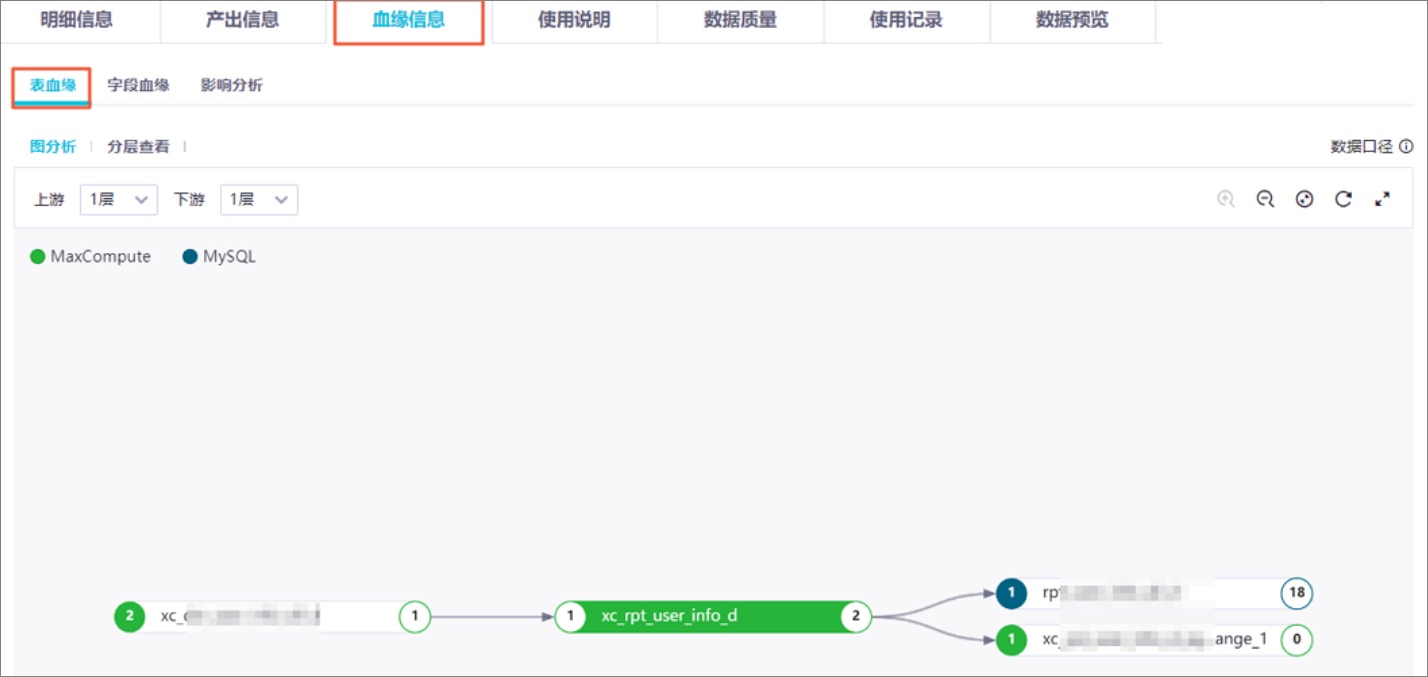 明细信息 产出信息 血缘信息 使用说明 数据质量 使用记录 数据预览
表血缘 字段血缘 影响分析
图分析 分层查看 数据口径
上游 1层 下游 1层
MaxCompute MySQL
1 18
2 1 1 xc_rpt_user_info_d 2
1 ange_1 0